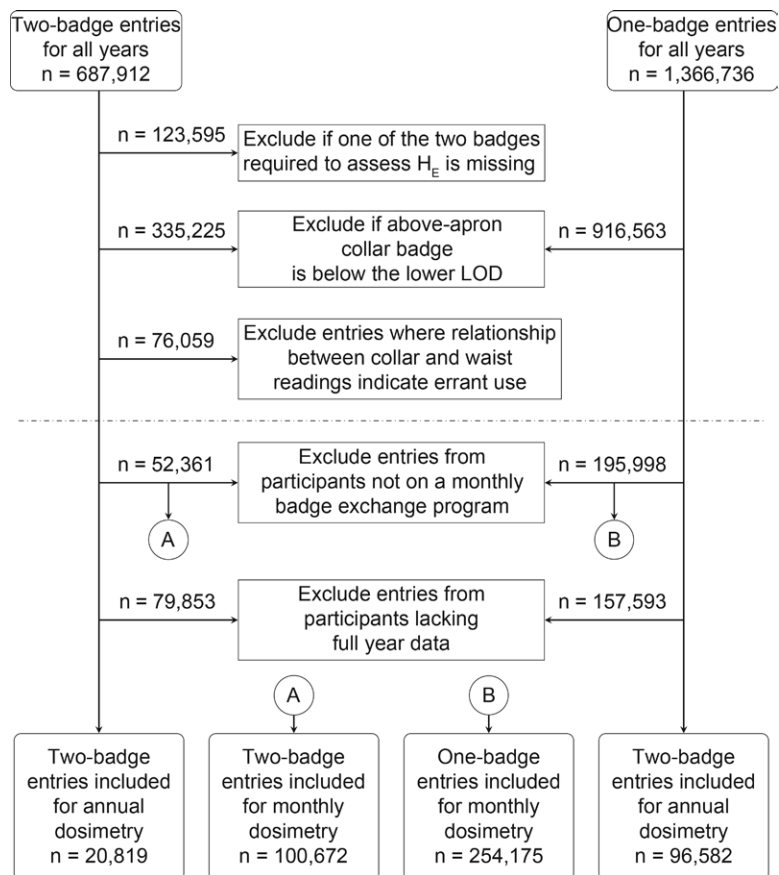 Two-badge entries
for all years
n = 687,912
One-badge entries
for all years
n = 1,366,736
n = 123,595
Exclude if one of the two badges
required to assess H_E is missing
n = 335,225
Exclude if above-apron
collar badge
is below the lower LOD
n = 916,563
n = 76,059
Exclude entries where relationship
between collar and waist
readings indicate errant use
n = 52,361
Exclude entries from
participants not on a monthly
badge exchange program
n = 195,998
A
B
n = 79,853
Exclude entries from
participants lacking
full year data
n = 157,593
A
B
Two-badge
entries included
for annual
dosimetry
n = 20,819
Two-badge
entries included
for monthly
dosimetry
n = 100,672
One-badge
entries included
for monthly
dosimetry
n = 254,175
Two-badge
entries included
for annual
dosimetry
n = 96,582